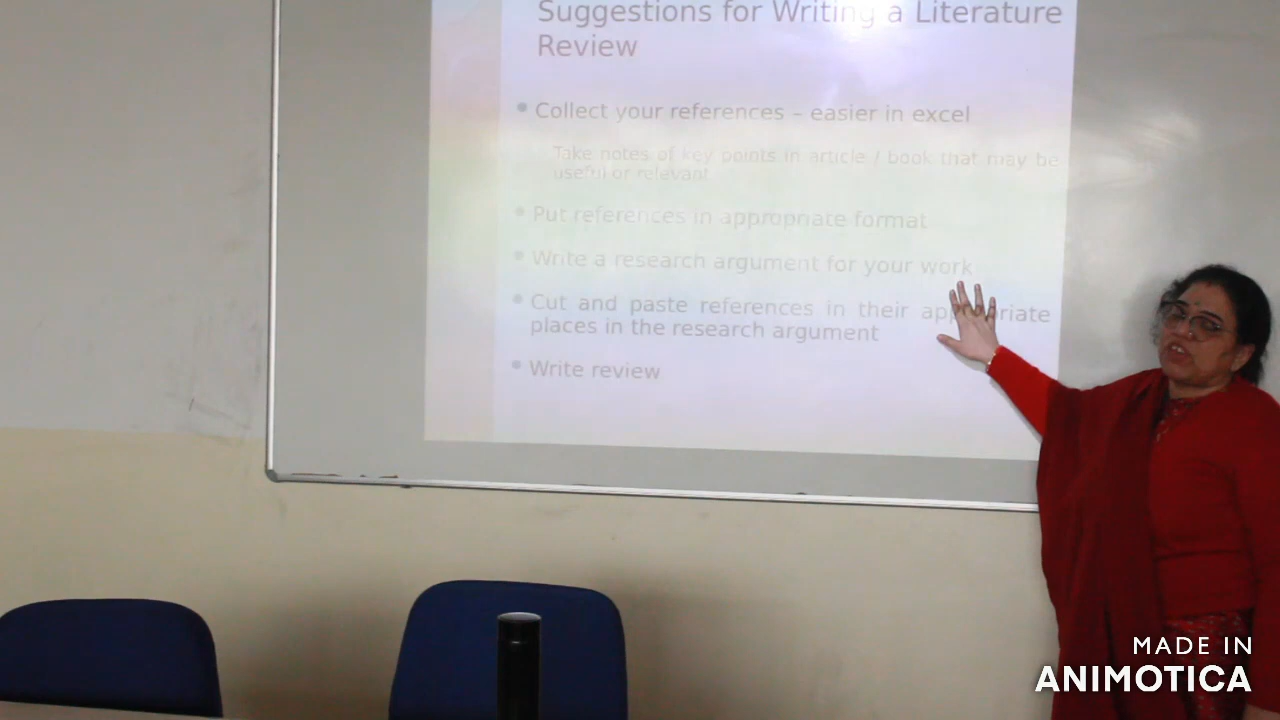 Suggestions for Writing a Literature
Review
Collect your references – easier in excel
Take notes of key points in article / book that may be
useful or relevant
Put references in appropriate format
Write a research argument for your work
Cut and paste references in their appropriate
places in the research argument
Write review
MADE IN
ANIMOTICA